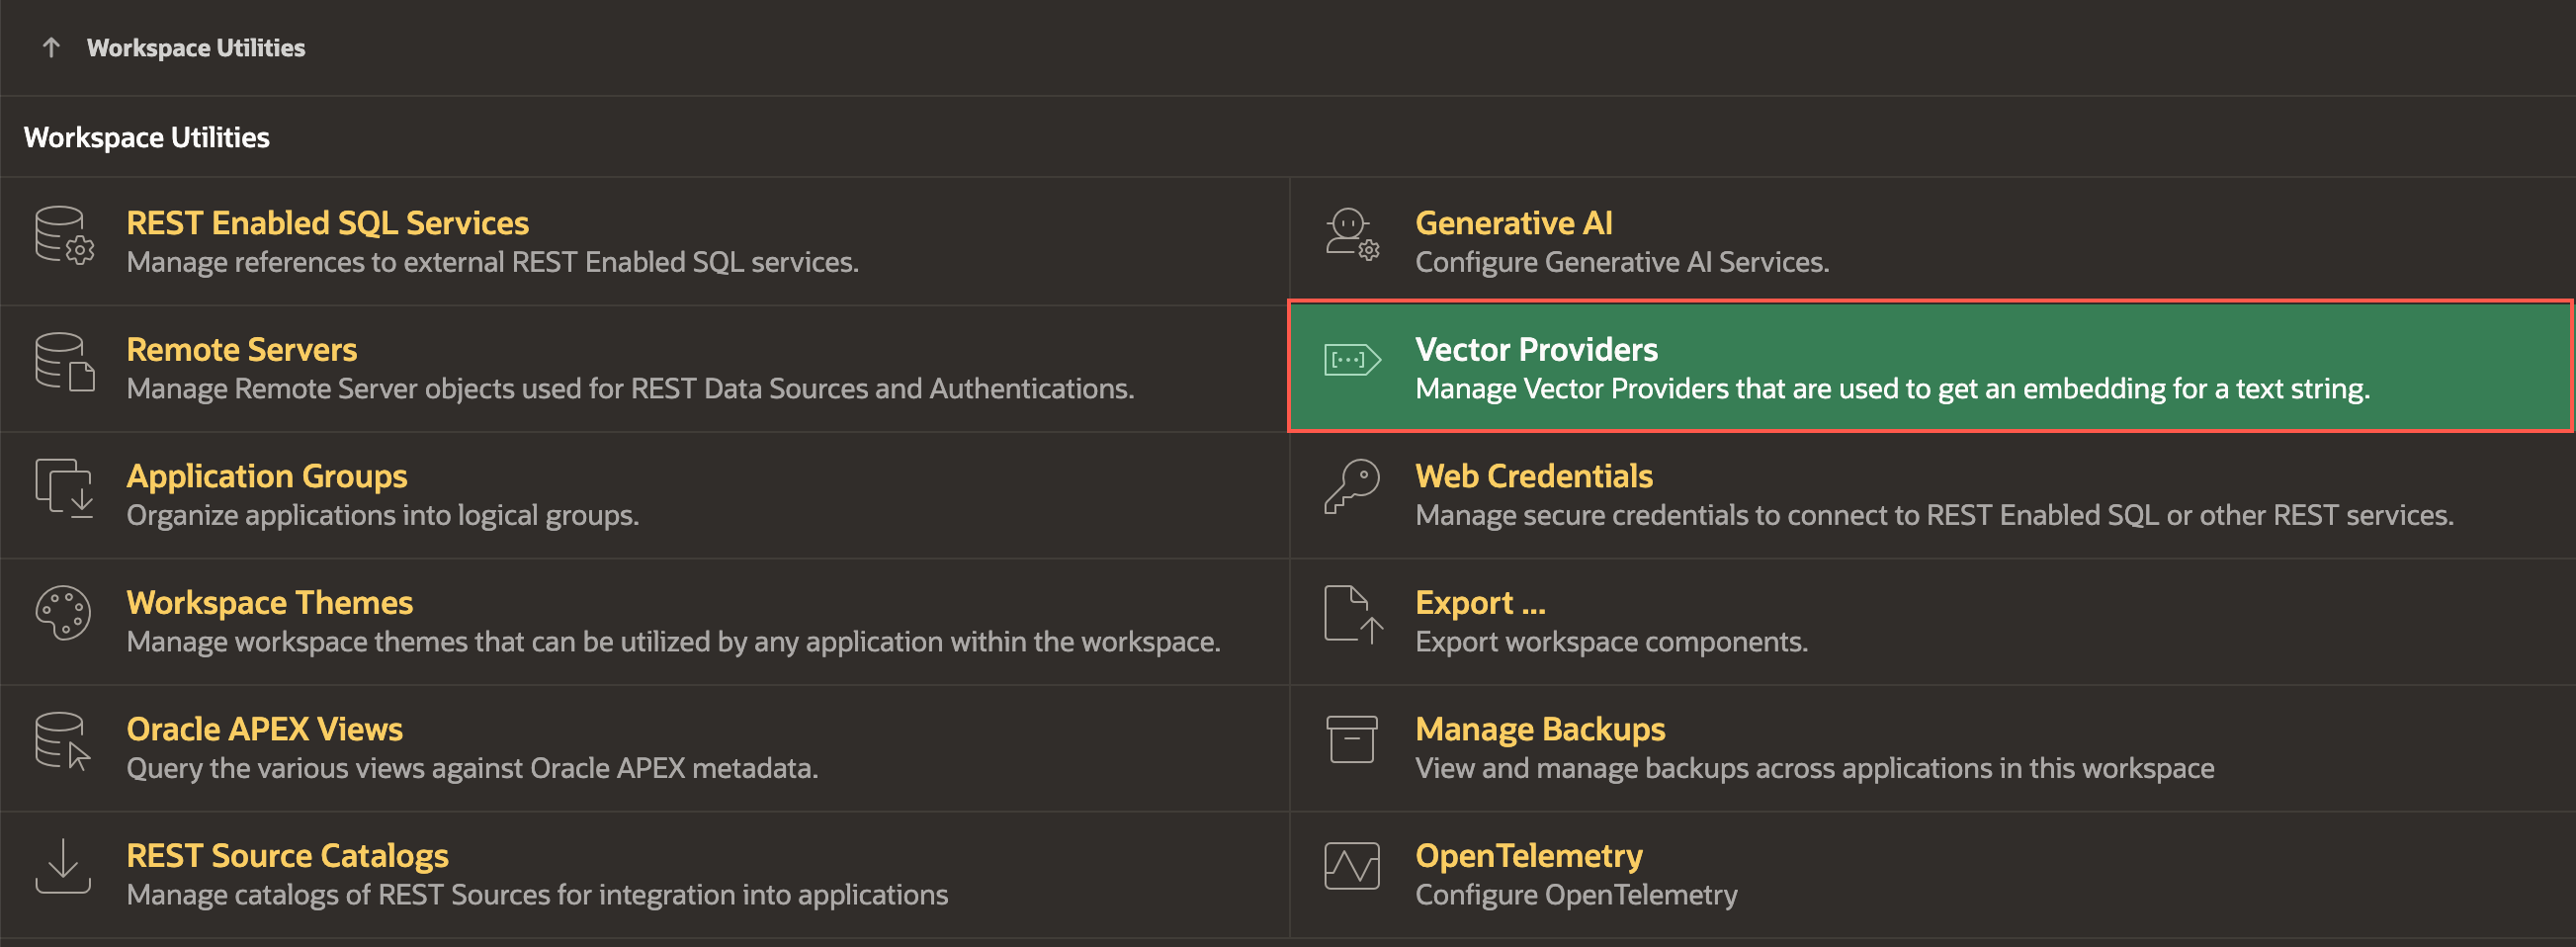 Workspace Utilities
Workspace Utilities
REST Enabled SQL Services
Manage references to external REST Enabled SQL services.
Generative AI
Configure Generative AI Services.
Remote Servers
Manage Remote Server objects used for REST Data Sources and Authentications.
Vector Providers
Manage Vector Providers that are used to get an embedding for a text string.
Application Groups
Organize applications into logical groups.
Web Credentials
Manage secure credentials to connect to REST Enabled SQL or other REST services.
Workspace Themes
Manage workspace themes that can be utilized by any application within the workspace.
Export ...
Export workspace components.
Oracle APEX Views
Query the various views against Oracle APEX metadata.
Manage Backups
View and manage backups across applications in this workspace
REST Source Catalogs
Manage catalogs of REST Sources for integration into applications
OpenTelemetry
Configure OpenTelemetry